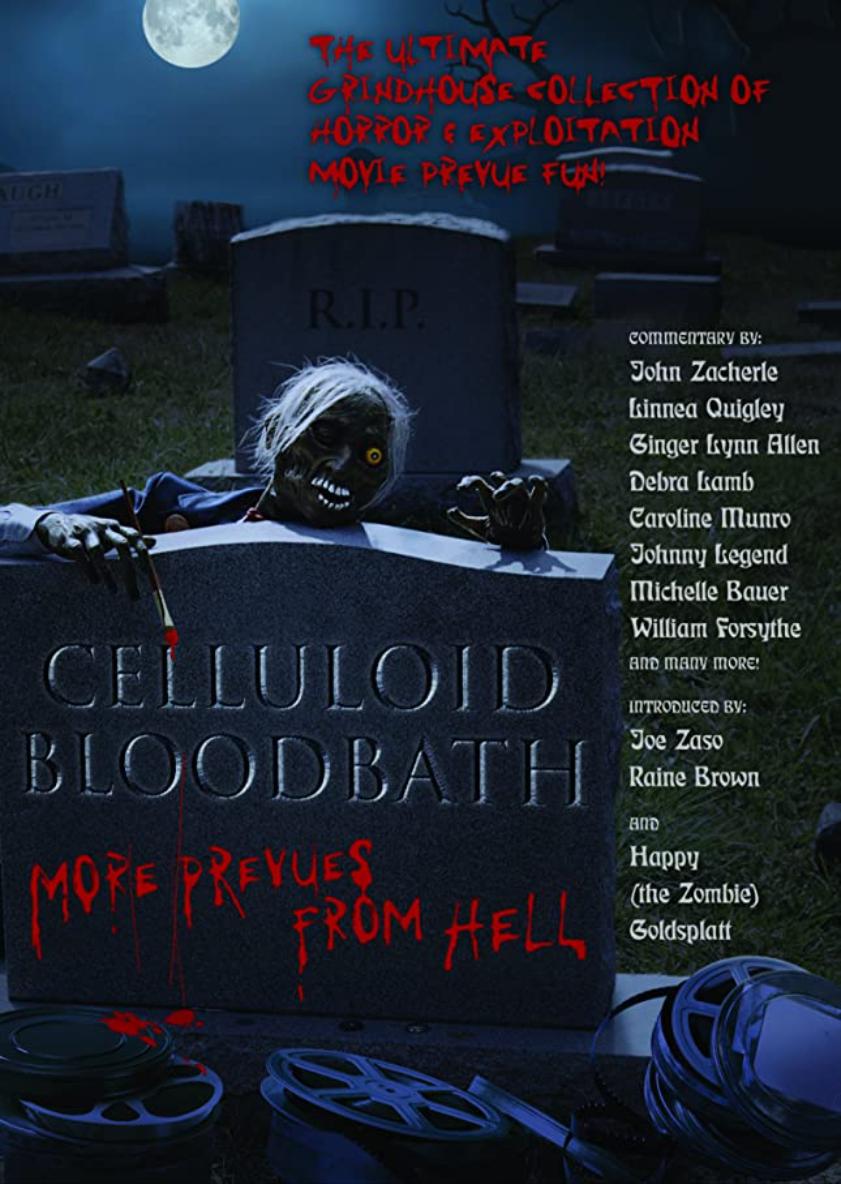 THE ULTIMATE
GRINDHOUSE COLLECTION OF
HORROR & EXPLOITATION
MOVIE PREVUE FUN!
AUGH
R.I.P.
COMMENTARY BY:
John Zacherle
Linnea Quigley
Ginger Lynn Allen
Debra Lamb
Caroline Munro
Johnny Legend
Michelle Bauer
William Forsythe
AND MANY MORE!
INTRODUCED BY:
Joe Zaso
Raine Brown
AND
Happy
(the Zombie)
Goldsplatt
CELLULOID
BLOODBATH
MORE PREVUES
FROM HELL